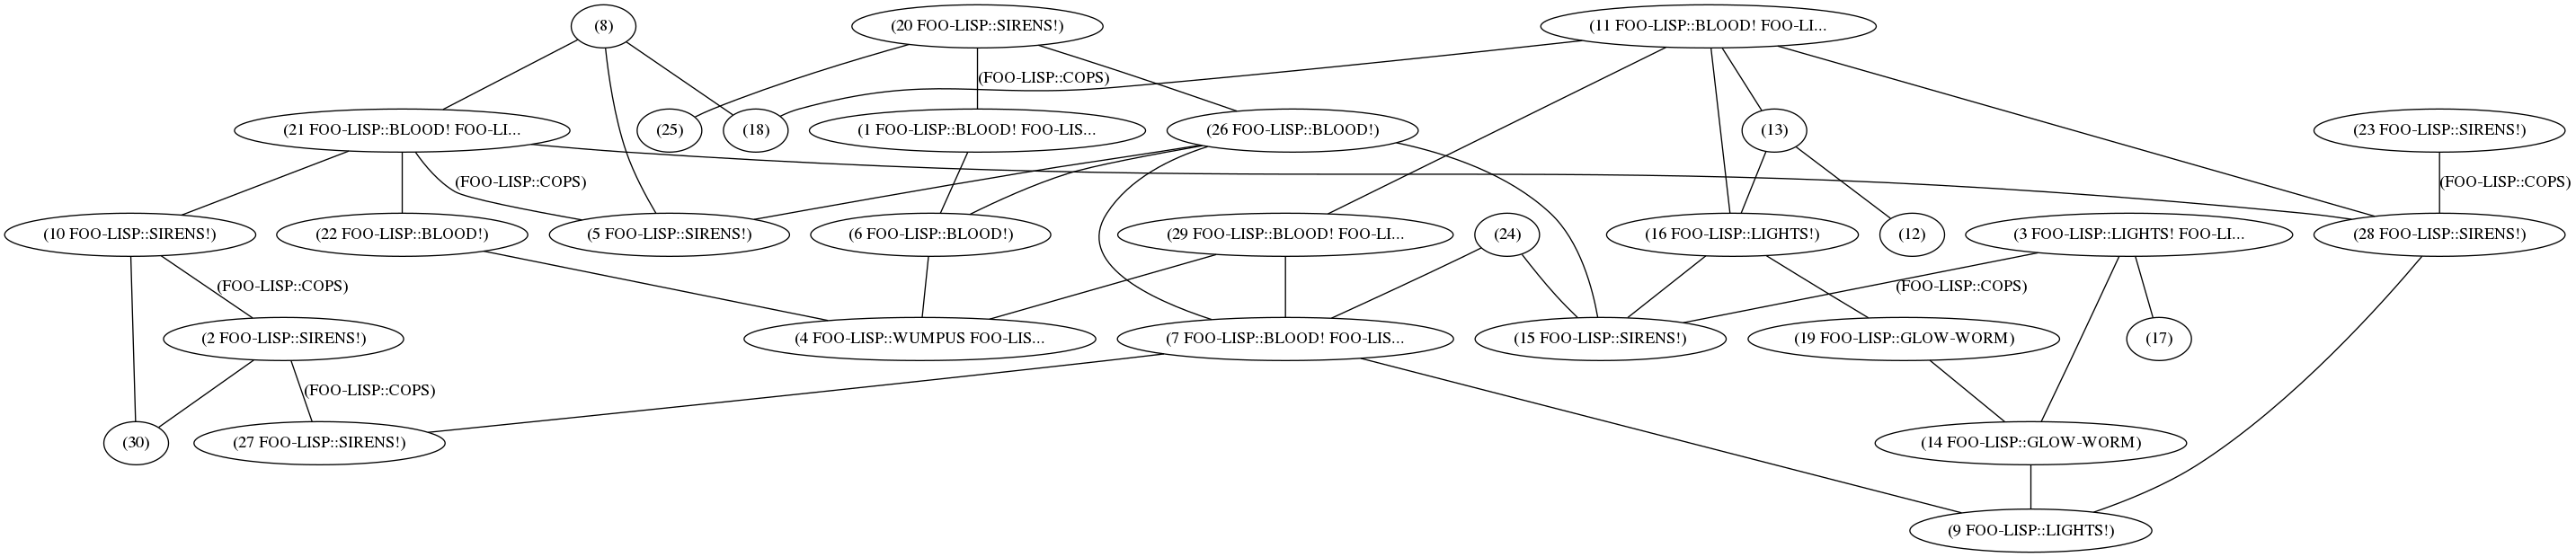 (8)
(20 FOO-LISP::SIRENS!)
(11 FOO-LISP::BLOOD! FOO-LI...
(FOO-LISP::COPS)
(21 FOO-LISP::BLOOD! FOO-LI...
(25)
(18)
(1 FOO-LISP::BLOOD! FOO-LIS...
(26 FOO-LISP::BLOOD!)
(13)
(23 FOO-LISP::SIRENS!)
(FOO-LISP::COPS)
(FOO-LISP::COPS)
(10 FOO-LISP::SIRENS!)
(22 FOO-LISP::BLOOD!)
(5 FOO-LISP::SIRENS!)
(6 FOO-LISP::BLOOD!)
(29 FOO-LISP::BLOOD! FOO-LI...
(24)
(16 FOO-LISP::LIGHTS!)
(12)
(3 FOO-LISP::LIGHTS! FOO-LI...
(28 FOO-LISP::SIRENS!)
(FOO-LISP::COPS)
(FOO-LISP::COPS)
(2 FOO-LISP::SIRENS!)
(4 FOO-LISP::WUMPUS FOO-LIS...
(7 FOO-LISP::BLOOD! FOO-LIS...
(15 FOO-LISP::SIRENS!)
(19 FOO-LISP::GLOW-WORM)
(17)
(FOO-LISP::COPS)
(30)
(27 FOO-LISP::SIRENS!)
(14 FOO-LISP::GLOW-WORM)
(9 FOO-LISP::LIGHTS!)